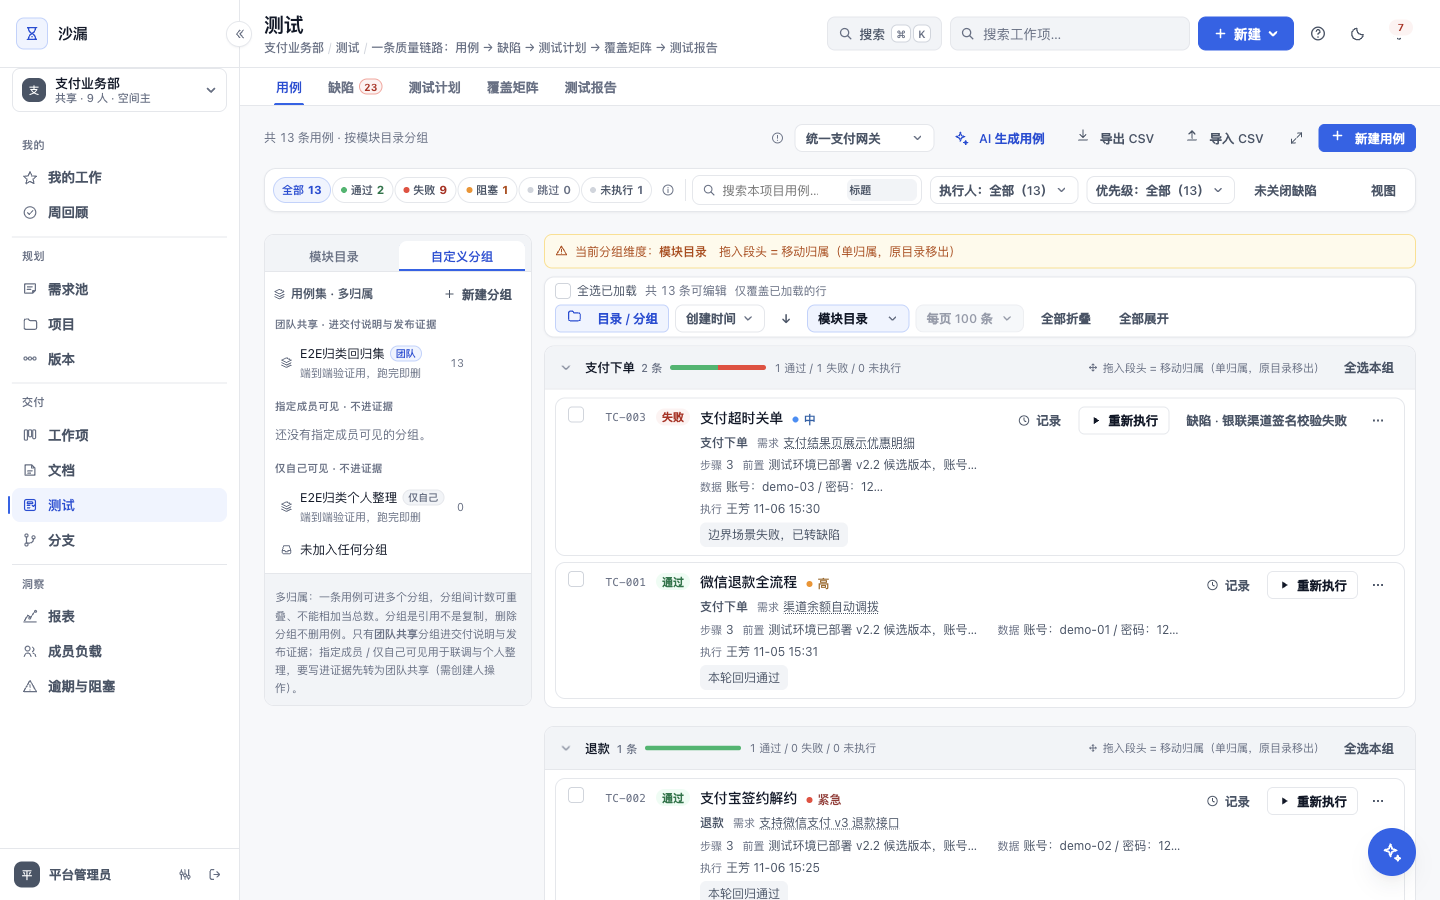 沙漏
支
支付业务部
共享 · 9 人 · 空间主
我的
我的工作
周回顾
规划
需求池
项目
版本
交付
工作项
文档
测试
分支
洞察
报表
成员负载
逾期与阻塞
平
平台管理员
测试
支付业务部 / 测试 / 一条质量链路：用例 → 缺陷 → 测试计划 → 覆盖矩阵 → 测试报告
搜索 ⌘ K
搜索工作项...
新建
7
用例
缺陷 23
测试计划
覆盖矩阵
测试报告
共 13 条用例 · 按模块目录分组
统一支付网关
AI 生成用例
导出 CSV
导入 CSV
新建用例
全部 13
通过 2
失败 9
阻塞 1
跳过 0
未执行 1
搜索本项目用例...
标题
执行人：全部（13）
优先级：全部（13）
未关闭缺陷
视图
模块目录
自定义分组
用例集 · 多归属
新建分组
团队共享 · 进交付说明与发布证据
E2E归类回归集 团队
13
端到端验证用，跑完即删
指定成员可见 · 不进证据
还没有指定成员可见的分组。
仅自己可见 · 不进证据
E2E归类个人整理 仅自己
0
端到端验证用，跑完即删
未加入任何分组
多归属：一条用例可进多个分组，分组间计数可重
叠、不能相加当总数。分组是引用不是复制，删除
分组不删用例。只有团队共享分组进交付说明与发
布证据；指定成员 / 仅自己可见用于联调与个人整
理，要写进证据先转为团队共享（需创建人操
作）。
当前分组维度：模块目录 拖入段头 = 移动归属（单归属，原目录移出）
全选已加载 共 13 条可编辑 仅覆盖已加载的行
目录 / 分组
创建时间
模块目录
每页 100 条
全部折叠
全部展开
支付下单 2 条
1 通过 / 1 失败 / 0 未执行
拖入段头 = 移动归属（单归属，原目录移出）
全选本组
TC-003 失败 支付超时关单 中
记录
重新执行
缺陷 · 银联渠道签名校验失败
支付下单 需求 支付结果页展示优惠明细
步骤 3 前置 测试环境已部署 v2.2 候选版本，账号...
数据 账号：demo-03 / 密码：12...
执行 王芳 11-06 15:30
边界场景失败，已转缺陷
TC-001 通过 微信退款全流程 高
记录
重新执行
支付下单 需求 渠道余额自动调拨
步骤 3 前置 测试环境已部署 v2.2 候选版本，账号... 数据 账号：demo-01 / 密码：12...
执行 王芳 11-05 15:31
本轮回归通过
退款 1 条
1 通过 / 0 失败 / 0 未执行
拖入段头 = 移动归属（单归属，原目录移出）
全选本组
TC-002 通过 支付宝签约解约 紧急
记录
重新执行
退款 需求 支持微信支付 v3 退款接口
步骤 3 前置 测试环境已部署 v2.2 候选版本，账号... 数据 账号：demo-02 / 密码：12...
执行 王芳 11-06 15:25
本轮回归通过